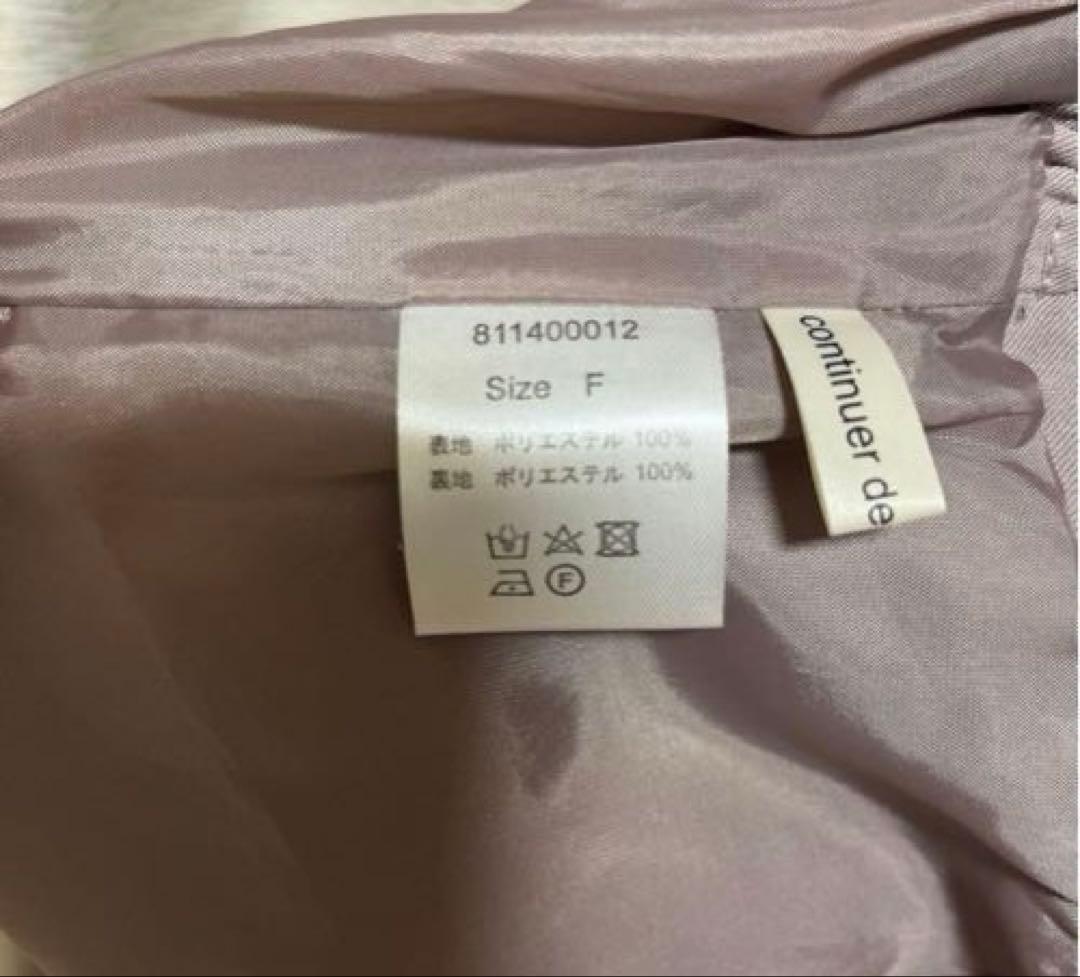 811400012
Size F
表地 ポリエステル 100%
裏地 ポリエステル 100%
F
continuer de